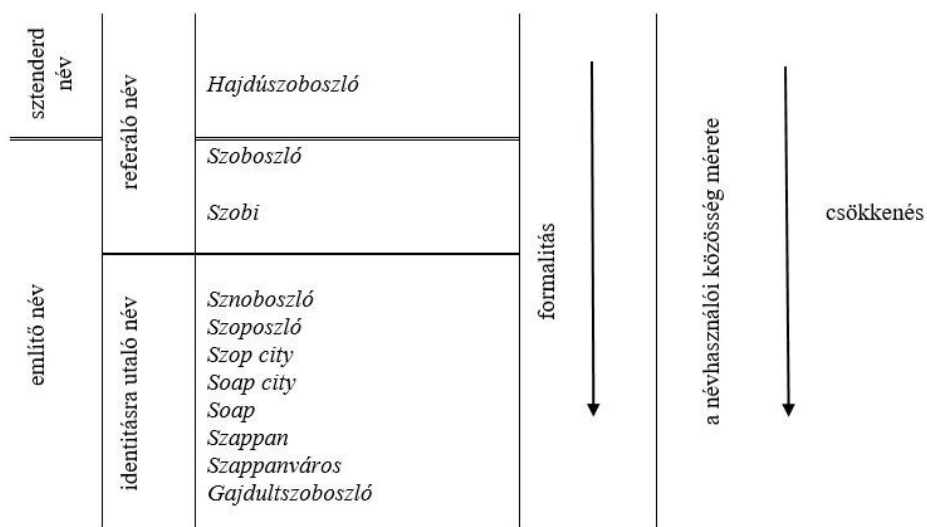 sztenderd
név
említő név
referáló név
identitásra utaló név
Hajdúszoboszló
Szoboszló
Szobi
Sznoboszló
Szoposzló
Szop city
Soap city
Soap
Szappan
Szappanváros
Gajdultszoboszló
formalitás
a névhasználói közösség mérete
csökkenés